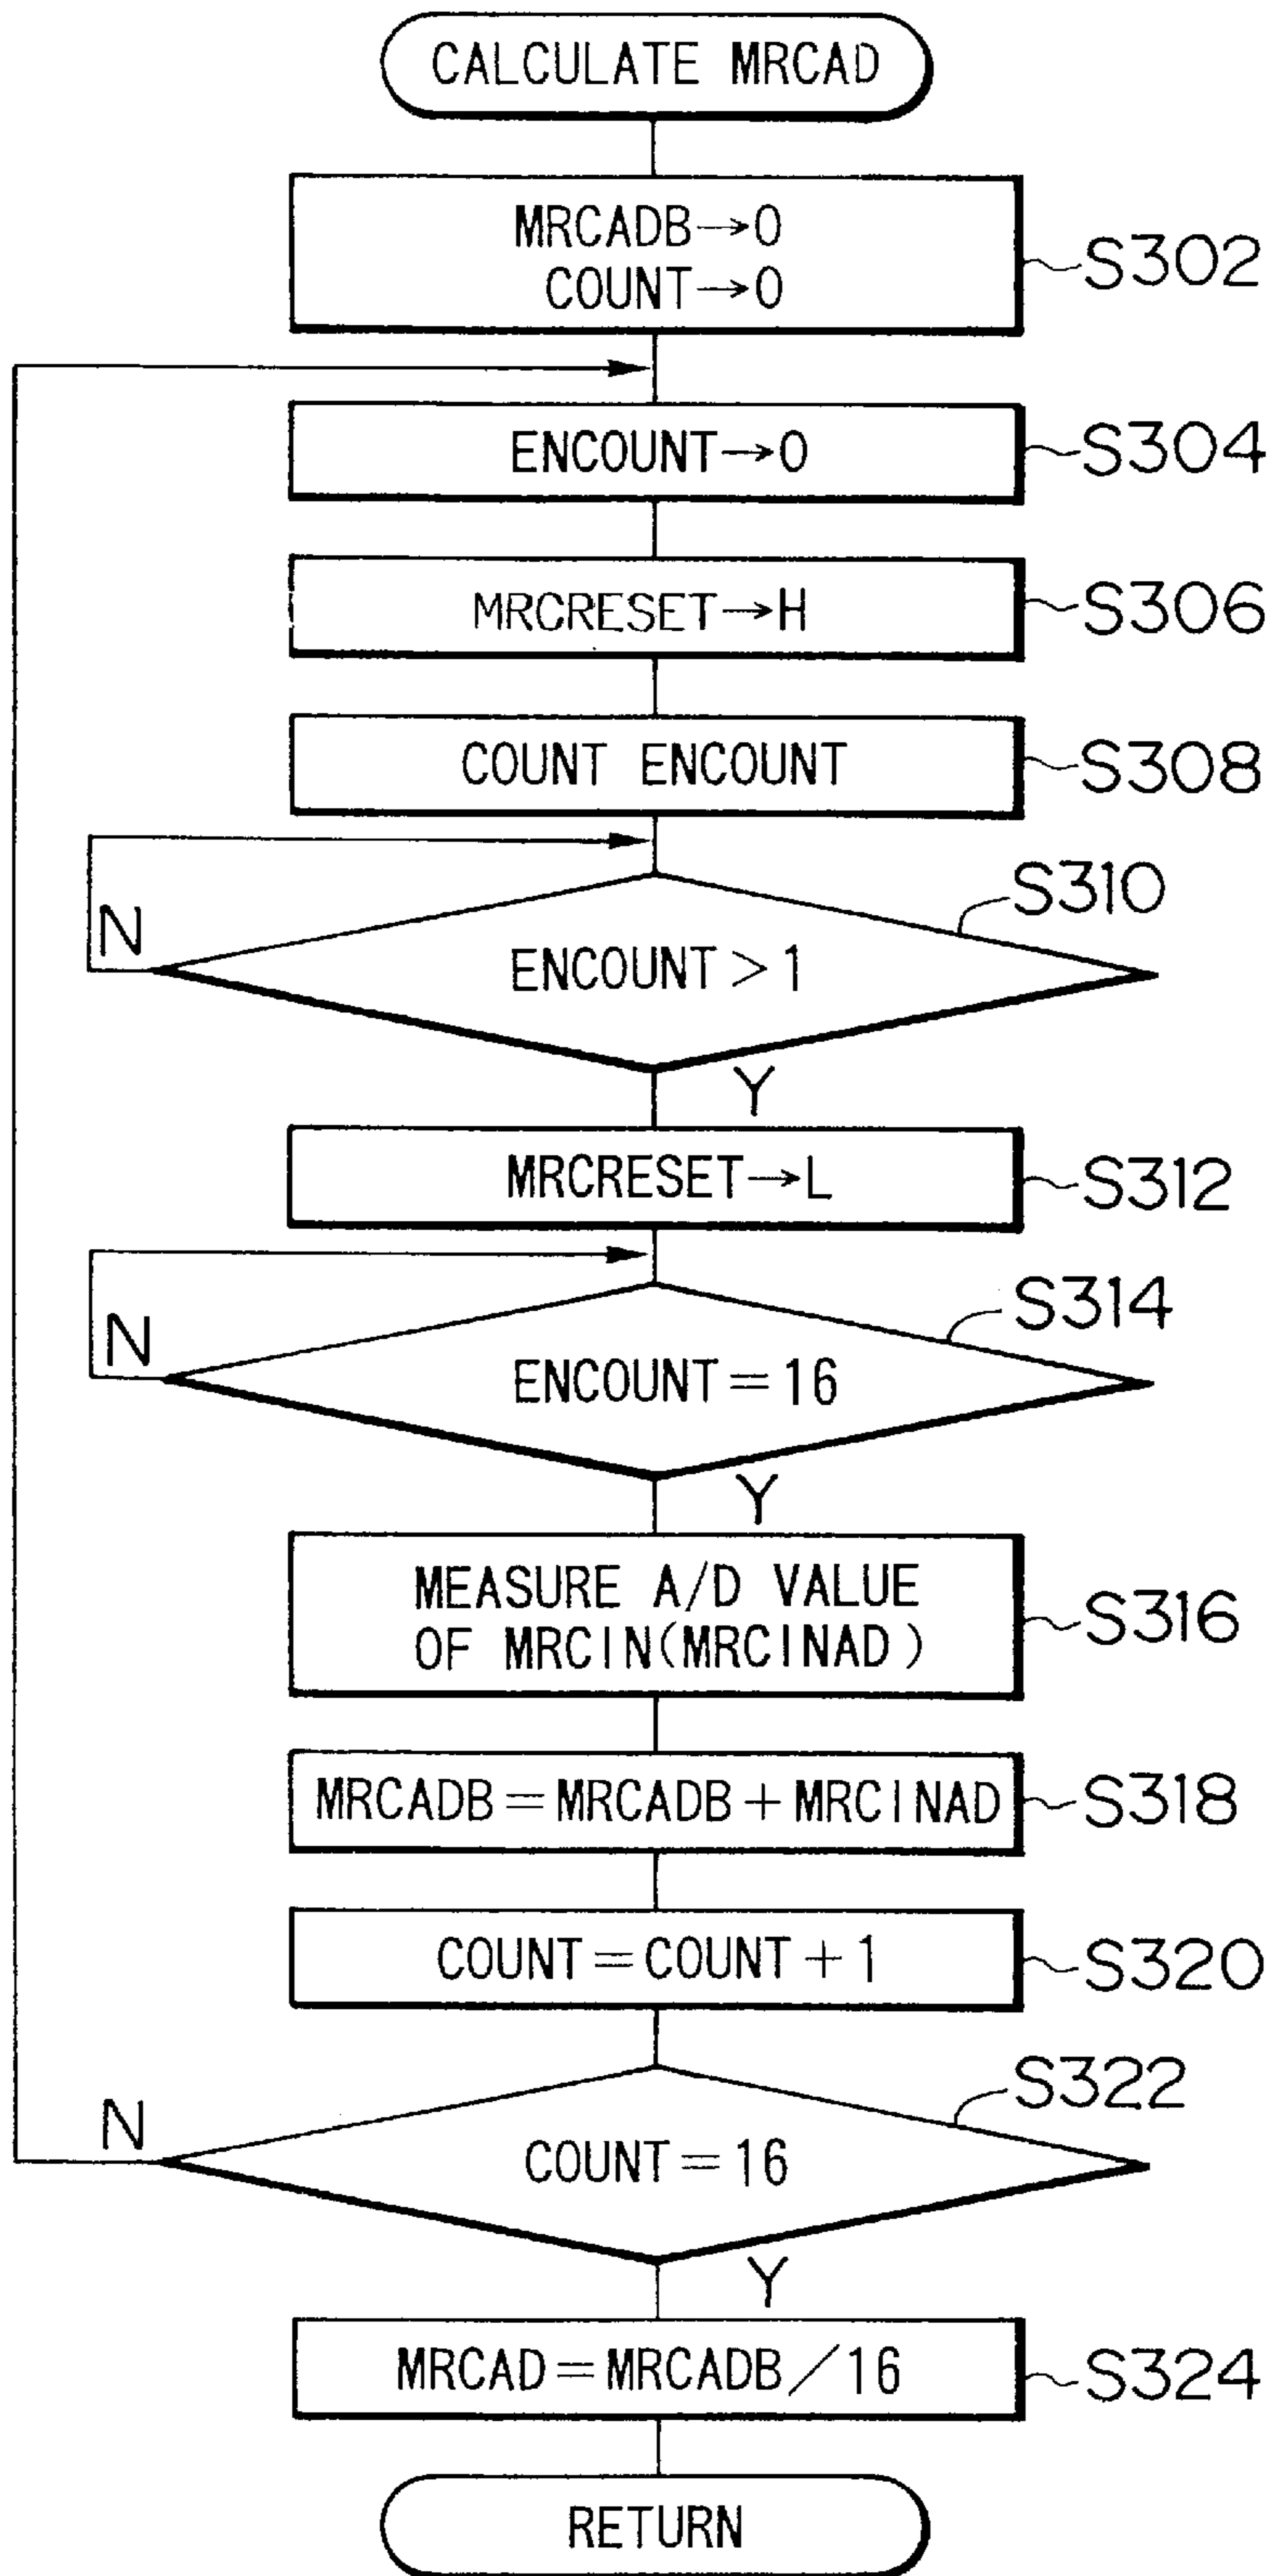 CALCULATE MRCAD
MRCADB→0
COUNT→0
S302
ENCOUNT→0
S304
MRCRESET→H
S306
COUNT ENCOUNT
S308
S310
N
ENCOUNT>1
Y
MRCRESET→L
S312
S314
N
ENCOUNT=16
Y
MEASURE A/D VALUE
OF MRCIN(MRCINAD)
S316
MRCADB=MRCADB+MRCINAD
S318
COUNT=COUNT+1
S320
S322
N
COUNT=16
Y
MRCAD=MRCADB/16
S324
RETURN